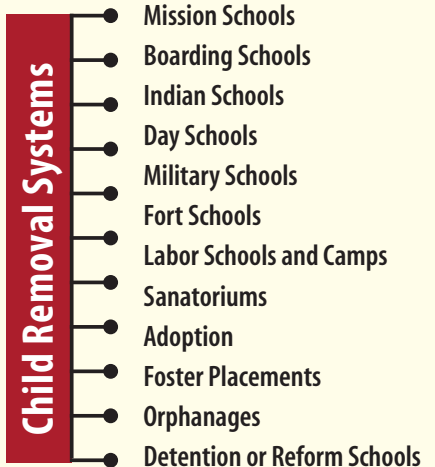 Child Removal Systems
Mission Schools
Boarding Schools
Indian Schools
Day Schools
Military Schools
Fort Schools
Labor Schools and Camps
Sanatoriums
Adoption
Foster Placements
Orphanages
Detention or Reform Schools